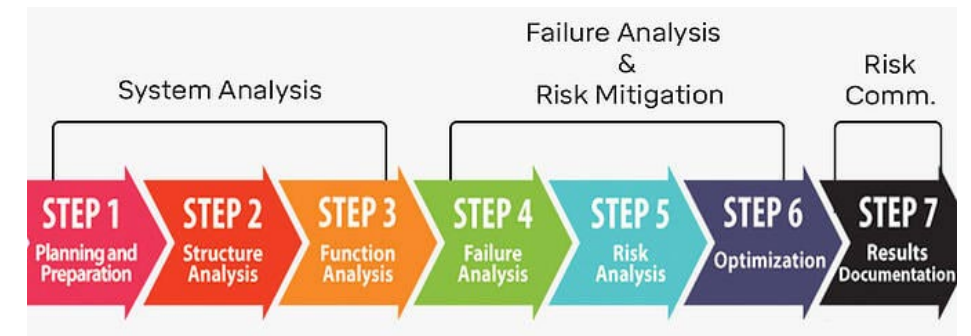 System Analysis
Failure Analysis
&
Risk Mitigation
Risk
Comm.
STEP 1
Planning and
Preparation
STEP 2
Structure
Analysis
STEP 3
Function
Analysis
STEP 4
Failure
Analysis
STEP 5
Risk
Analysis
STEP 6
Optimization
STEP 7
Results
Documentation